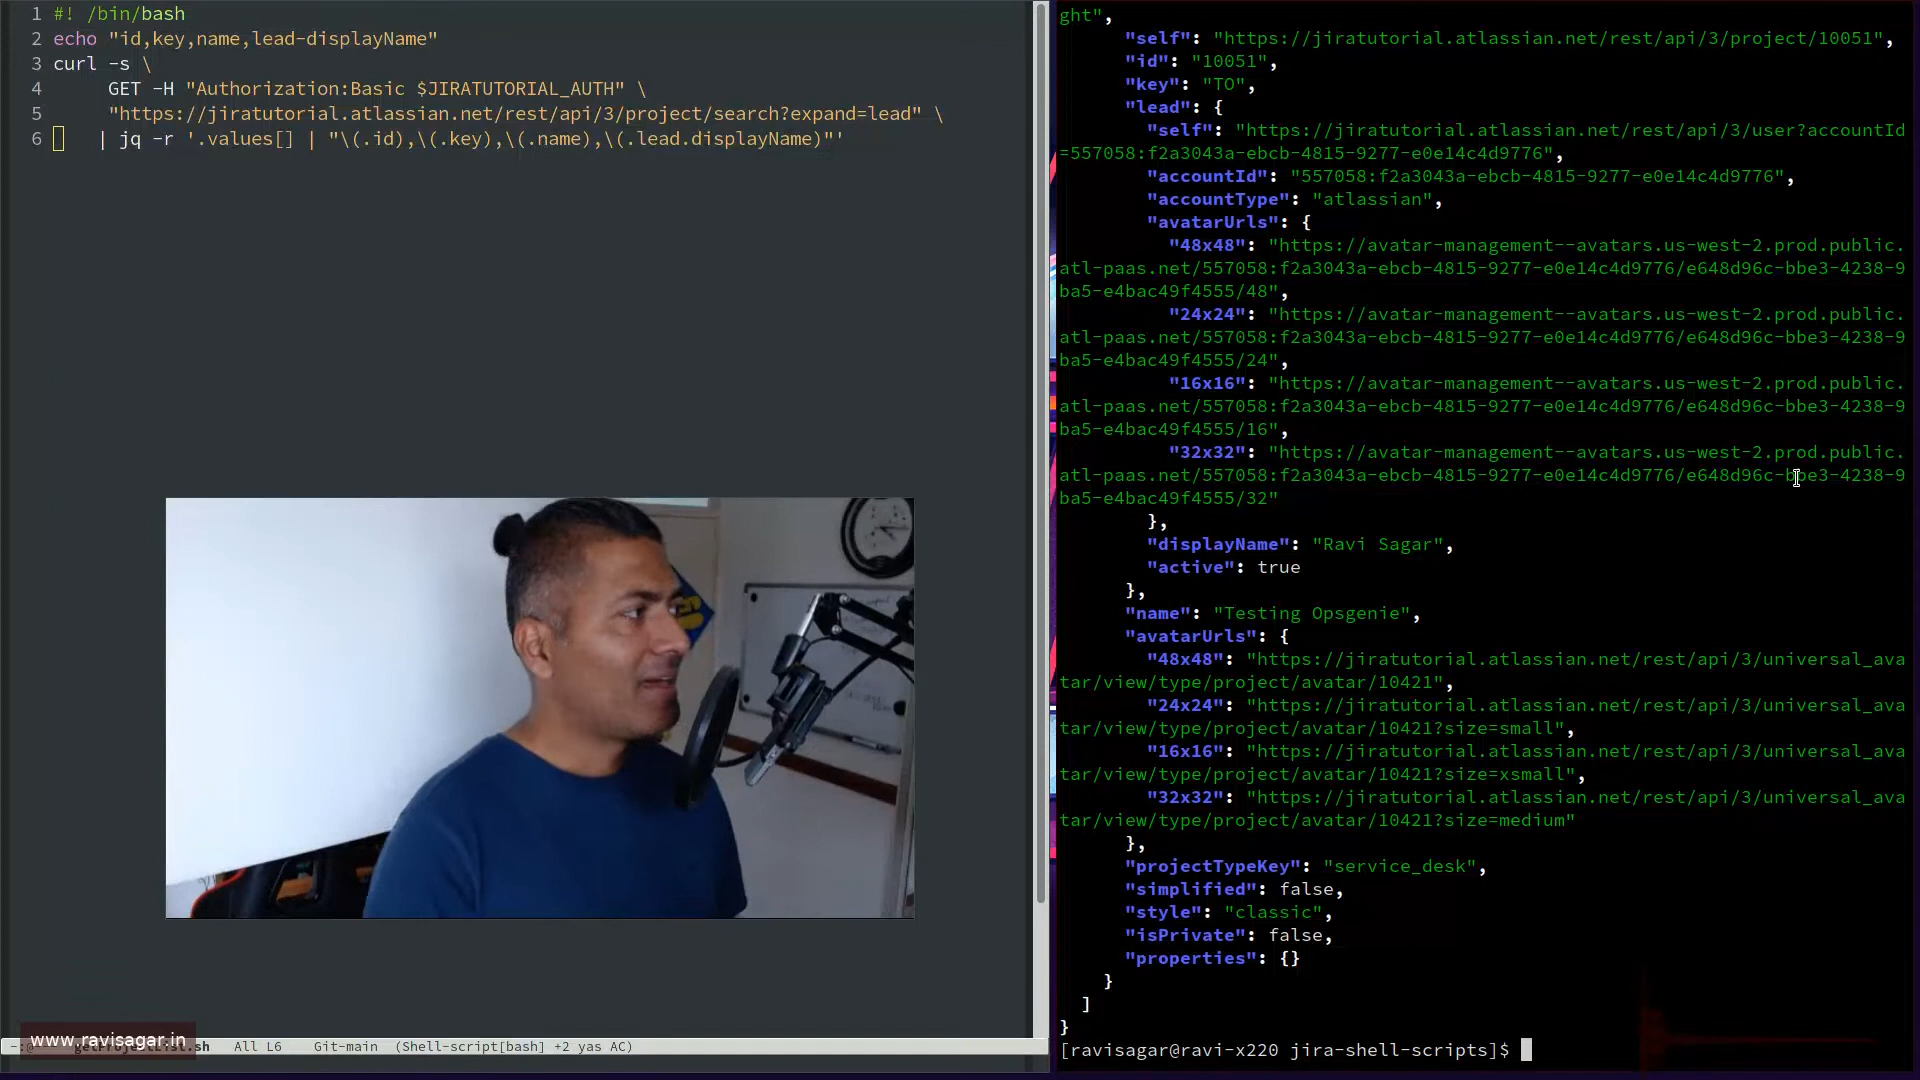 1 #! /bin/bash
2 echo "id,key,name,lead-displayName"
3 curl -s \
4 GET -H "Authorization:Basic $JIRATUTORIAL_AUTH" \
5 "https://jiratutorial.atlassian.net/rest/api/3/project/search?expand=lead" \
6 | jq -r '.values[] | "\(.id),\(.key),\(.name),\(.lead.displayName)"'
www.ravisagar.in
All L6 Git-main (Shell-script[bash] +2 yas AC)
ght",
"self": "https://jiratutorial.atlassian.net/rest/api/3/project/10051",
"id": "10051",
"key": "TO",
"lead": {
"self": "https://jiratutorial.atlassian.net/rest/api/3/user?accountId
=557058:f2a3043a-ebcb-4815-9277-e0e14c4d9776",
"accountId": "557058:f2a3043a-ebcb-4815-9277-e0e14c4d9776",
"accountType": "atlassian",
"avatarUrls": {
"48x48": "https://avatar-management--avatars.us-west-2.prod.public.
atl-paas.net/557058:f2a3043a-ebcb-4815-9277-e0e14c4d9776/e648d96c-bbe3-4238-9
ba5-e4bac49f4555/48",
"24x24": "https://avatar-management--avatars.us-west-2.prod.public.
atl-paas.net/557058:f2a3043a-ebcb-4815-9277-e0e14c4d9776/e648d96c-bbe3-4238-9
ba5-e4bac49f4555/24",
"16x16": "https://avatar-management--avatars.us-west-2.prod.public.
atl-paas.net/557058:f2a3043a-ebcb-4815-9277-e0e14c4d9776/e648d96c-bbe3-4238-9
ba5-e4bac49f4555/16",
"32x32": "https://avatar-management--avatars.us-west-2.prod.public.
atl-paas.net/557058:f2a3043a-ebcb-4815-9277-e0e14c4d9776/e648d96c-bbe3-4238-9
ba5-e4bac49f4555/32"
},
"displayName": "Ravi Sagar",
"active": true
},
"name": "Testing Opsgenie",
"avatarUrls": {
"48x48": "https://jiratutorial.atlassian.net/rest/api/3/universal_ava
tar/view/type/project/avatar/10421",
"24x24": "https://jiratutorial.atlassian.net/rest/api/3/universal_ava
tar/view/type/project/avatar/10421?size=small",
"16x16": "https://jiratutorial.atlassian.net/rest/api/3/universal_ava
tar/view/type/project/avatar/10421?size=xsmall",
"32x32": "https://jiratutorial.atlassian.net/rest/api/3/universal_ava
tar/view/type/project/avatar/10421?size=medium"
},
"projectTypeKey": "service_desk",
"simplified": false,
"style": "classic",
"isPrivate": false,
"properties": {}
}
]
}
[ravisagar@ravi-x220 jira-shell-scripts]$